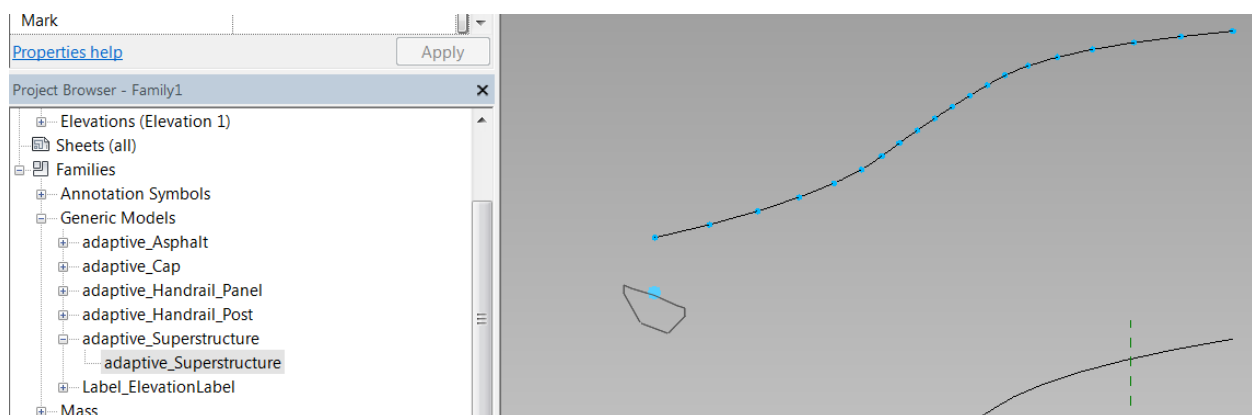 Mark
Properties help
Apply
Project Browser - Family1
Elevations (Elevation 1)
Sheets (all)
Families
Annotation Symbols
Generic Models
adaptive_Asphalt
adaptive_Cap
adaptive_Handrail_Panel
adaptive_Handrail_Post
adaptive_Superstructure
adaptive_Superstructure
Label_ElevationLabel
Mass